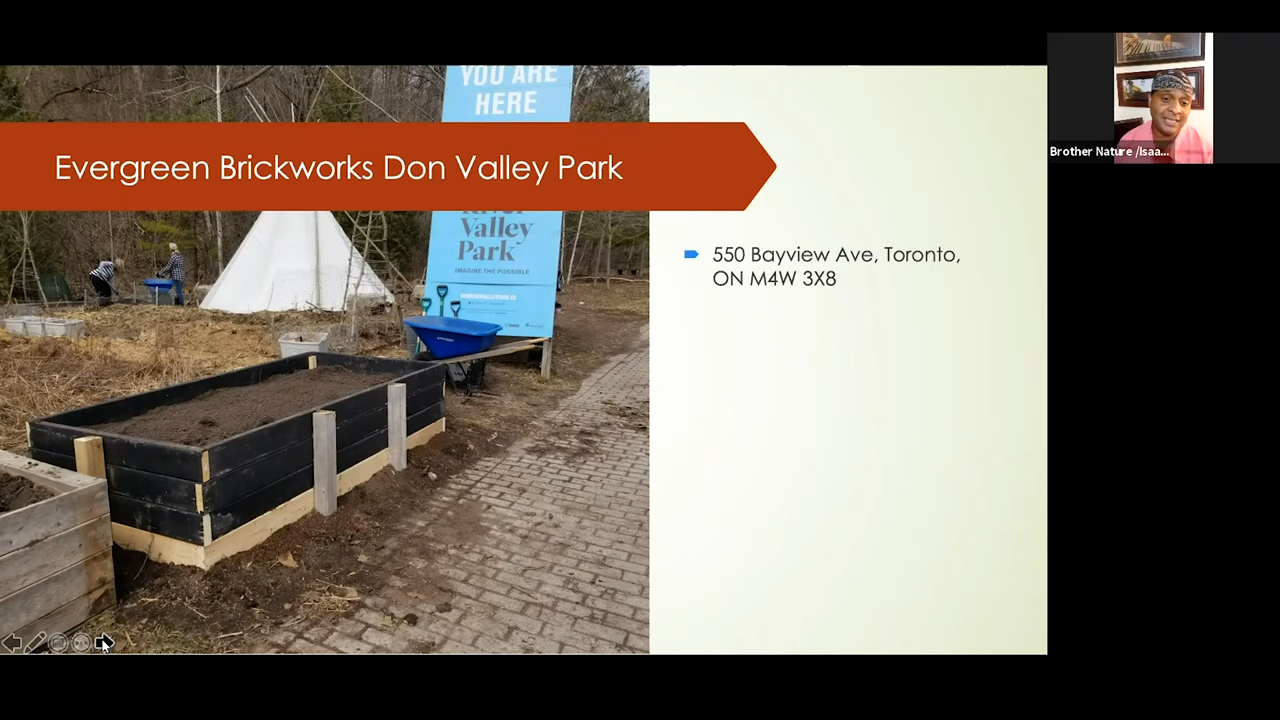 YOU ARE
HERE
Evergreen Brickworks Don Valley Park
River
Valley
Park
IMAGINE THE POSSIBLE
550 Bayview Ave, Toronto,
ON M4W 3X8
Brother Nature /Isaa...